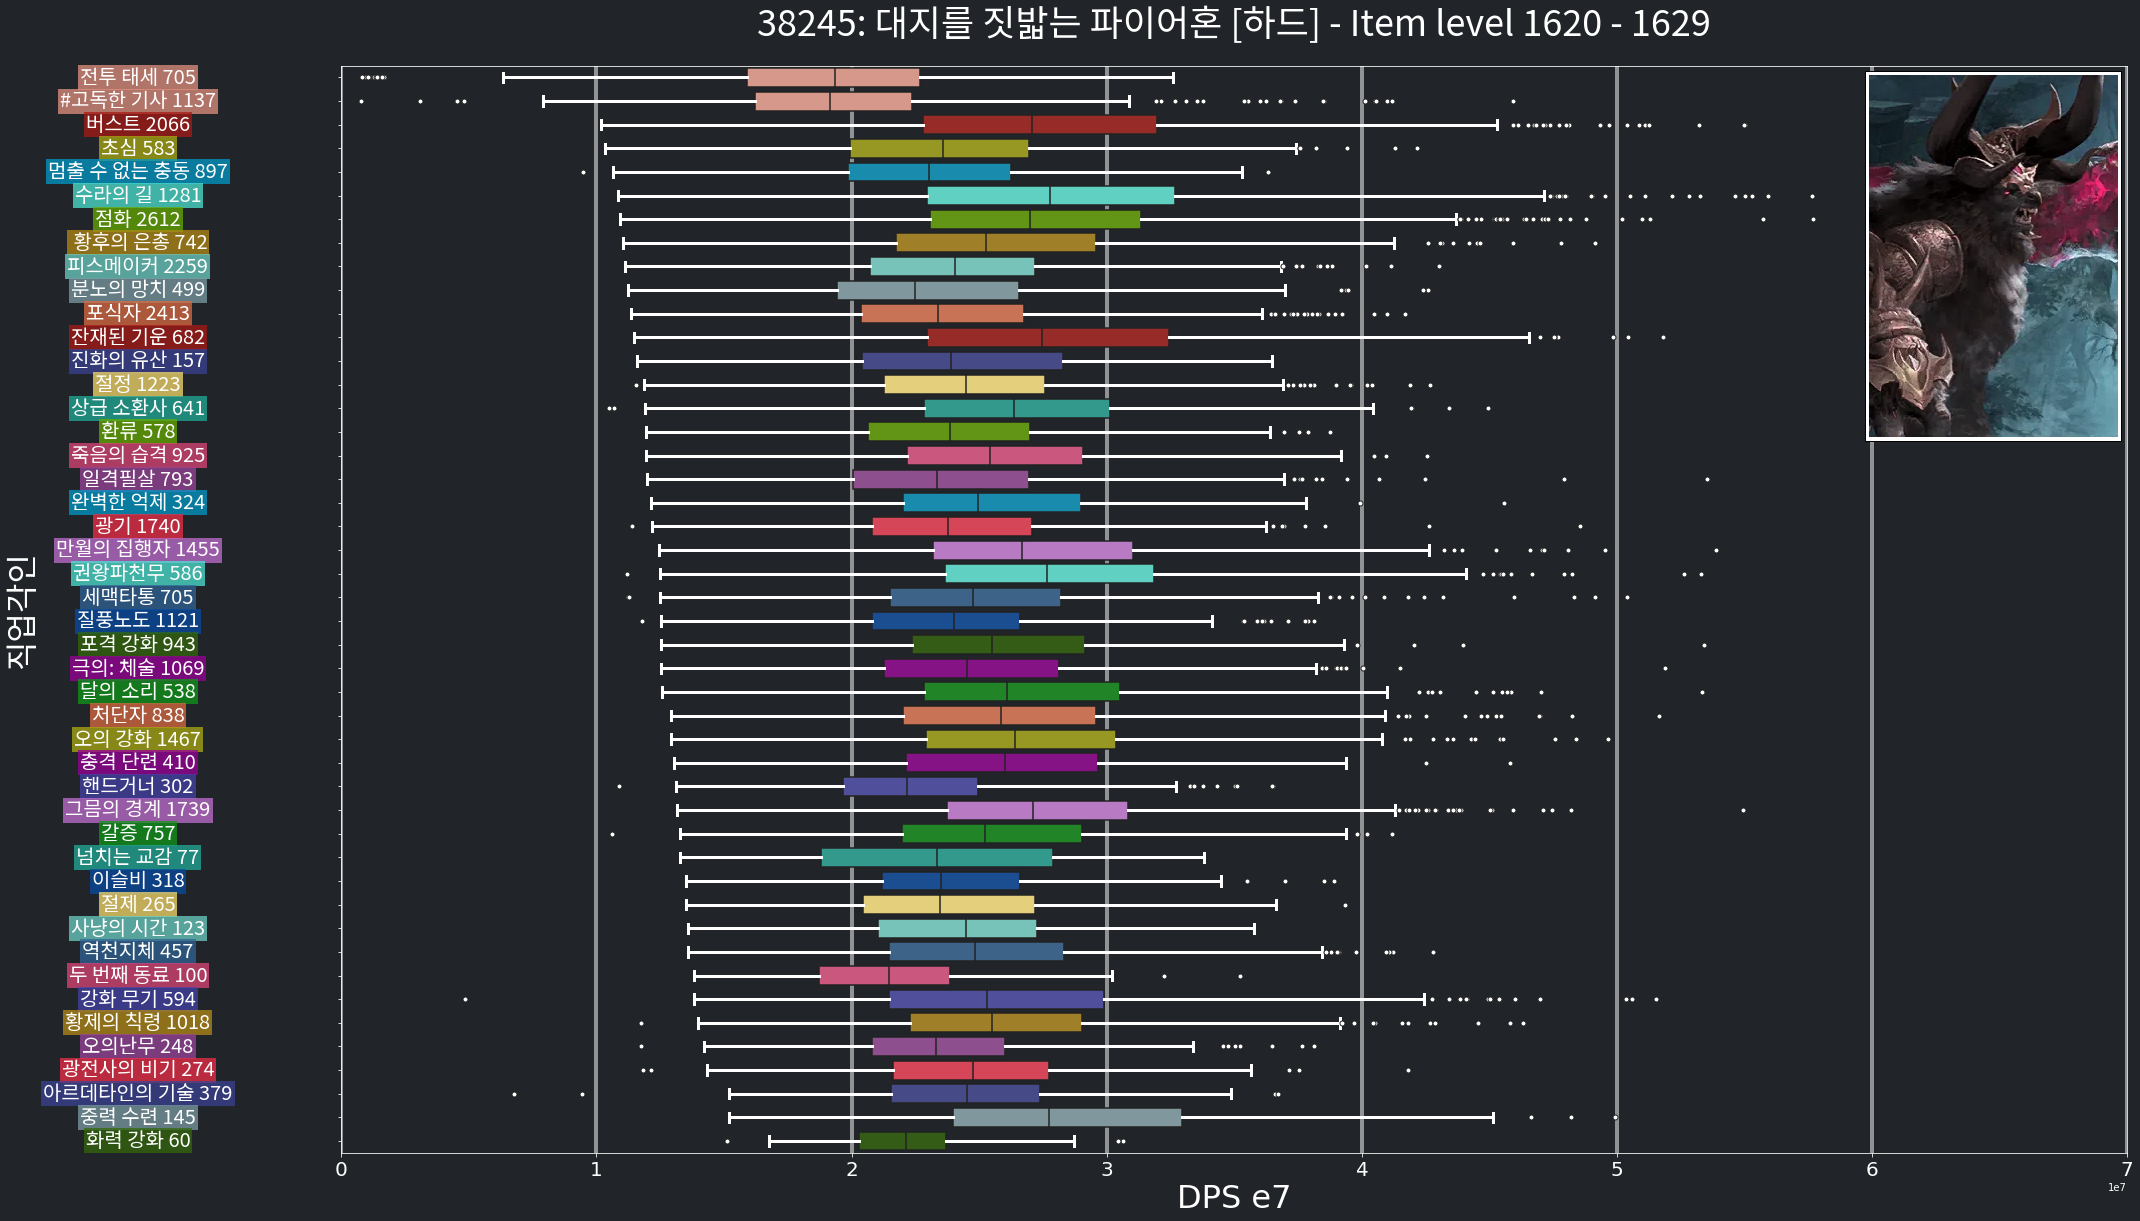 38245: 대지를 짓밟는 파이어혼 [하드] - Item level 1620 - 1629
전투 태세 705
#고독한 기사 1137
버스트 2066
초심 583
멈출 수 없는 충동 897
수라의 길 1281
점화 2612
황후의 은총 742
피스메이커 2259
분노의 망치 499
포식자 2413
잔재된 기운 682
진화의 유산 157
절정 1223
상급 소환사 641
환류 578
죽음의 습격 925
일격필살 793
완벽한 억제 324
광기 1740
만월의 집행자 1455
권왕파천무 586
세맥타통 705
질풍노도 1121
포격 강화 943
극의: 체술 1069
달의 소리 538
처단자 838
오의 강화 1467
충격 단련 410
핸드거너 302
그믐의 경계 1739
갈증 757
넘치는 교감 77
이슬비 318
절제 265
사냥의 시간 123
역천지체 457
두 번째 동료 100
강화 무기 594
황제의 칙령 1018
오의난무 248
광전사의 비기 274
아르데타인의 기술 379
중력 수련 145
화력 강화 60
직업각인
0 1 2 3 4 5 6 7
1e7
DPS e7